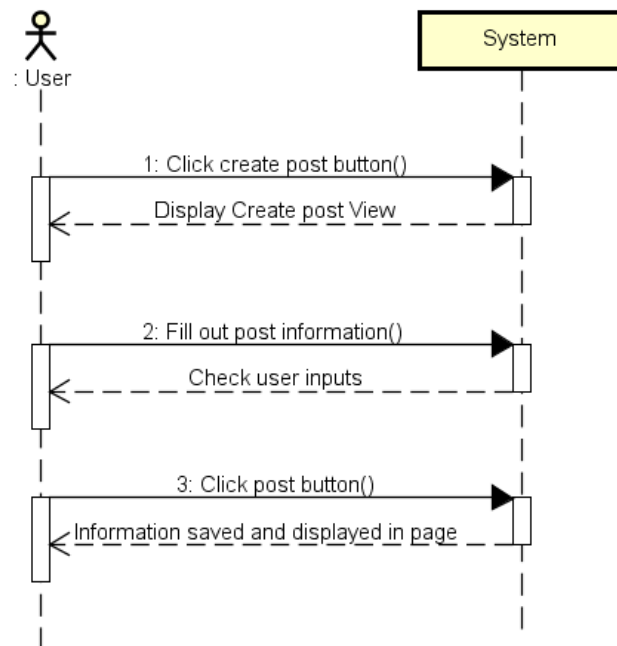 System
: User
1: Click create post button()
Display Create post View
2: Fill out post information()
Check user inputs
3: Click post button()
Information saved and displayed in page